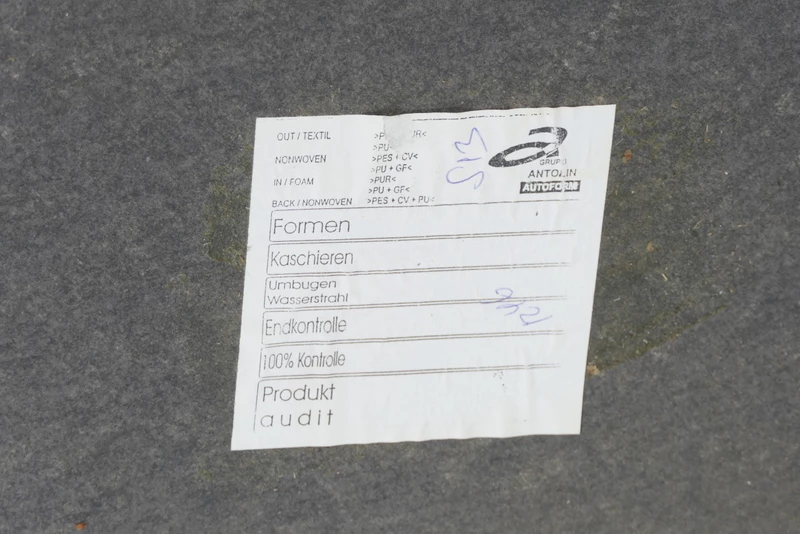 OUT / TEXTIL
>PU<
NONWOVEN >PES + CV<
>PU + GF<
IN / FOAM >PUR<
>PU + GF<
BACK / NONWOVEN >PES + CV + PU<
GRUPO
ANTOLIN
AUTOFORM
Formen
Kaschieren
Umbugen
Wasserstrahl
Endkontrolle
100% Kontrolle
Produkt
audit